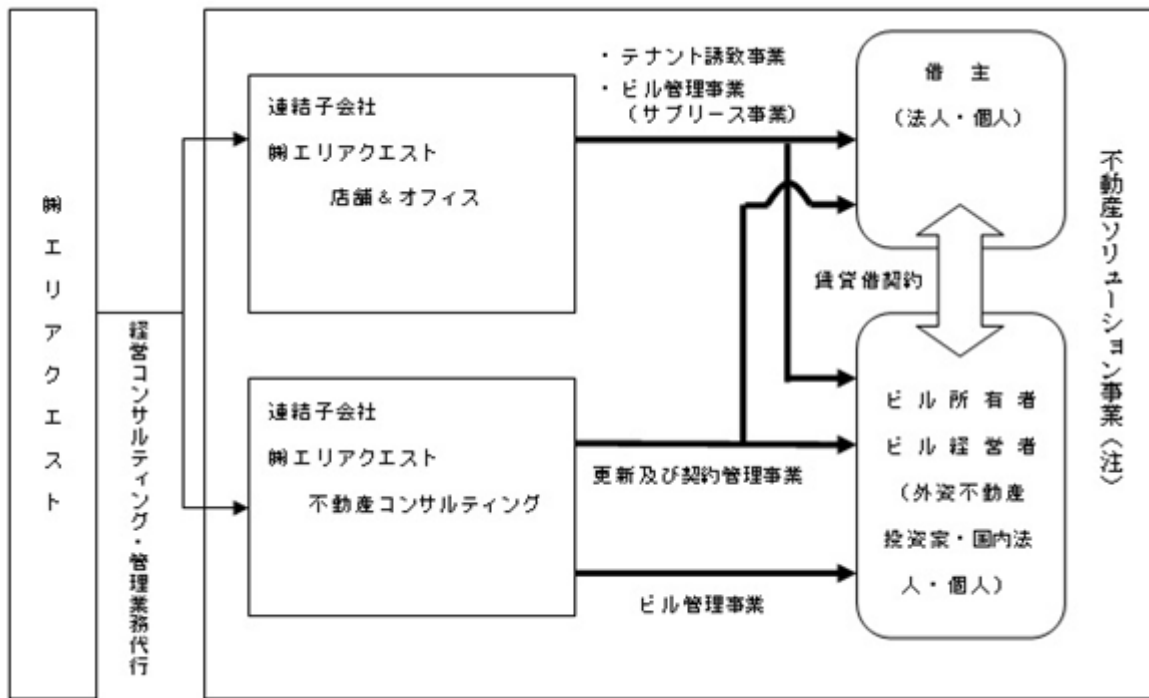 ㈱エリアクエスト
経営コンサルティング・管理業務代行
連結子会社
㈱エリアクエスト
店舗＆オフィス
連結子会社
㈱エリアクエスト
不動産コンサルティング
・テナント誘致事業
・ビル管理事業
（サブリース事業）
更新及び契約管理事業
ビル管理事業
借主
（法人・個人）
賃貸借契約
ビル所有者
ビル経営者
（外資不動産
投資家・国内法
人・個人）
不動産ソリューション事業（注）